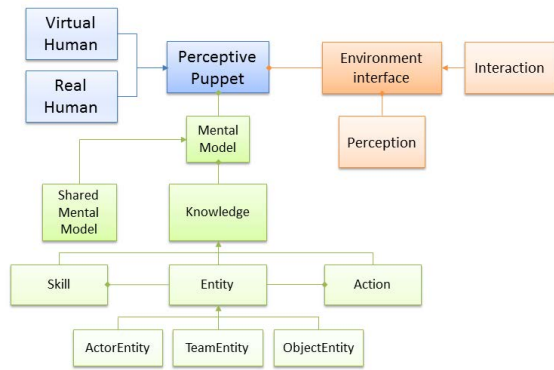 Virtual
Human
Real
Human
Perceptive
Puppet
Environment
interface
Interaction
Mental
Model
Perception
Shared
Mental
Model
Knowledge
Skill
Entity
Action
ActorEntity
TeamEntity
ObjectEntity